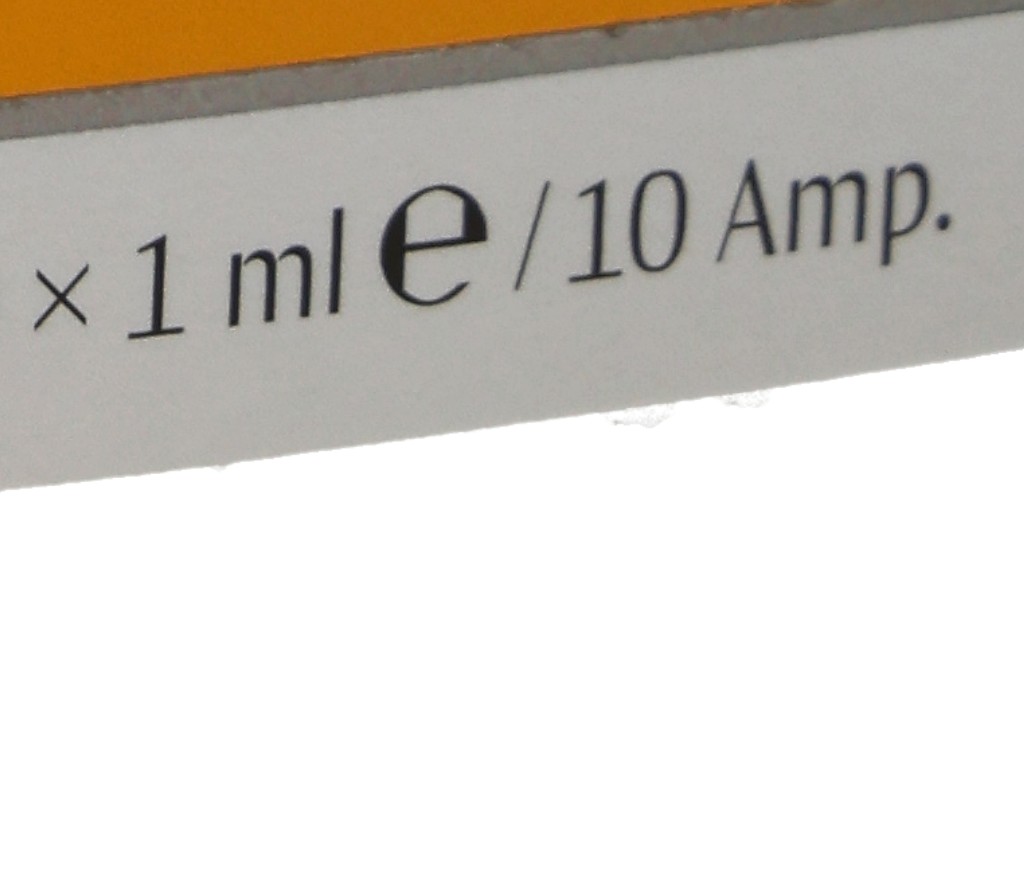 × 1 ml ℮ / 10 Amp.